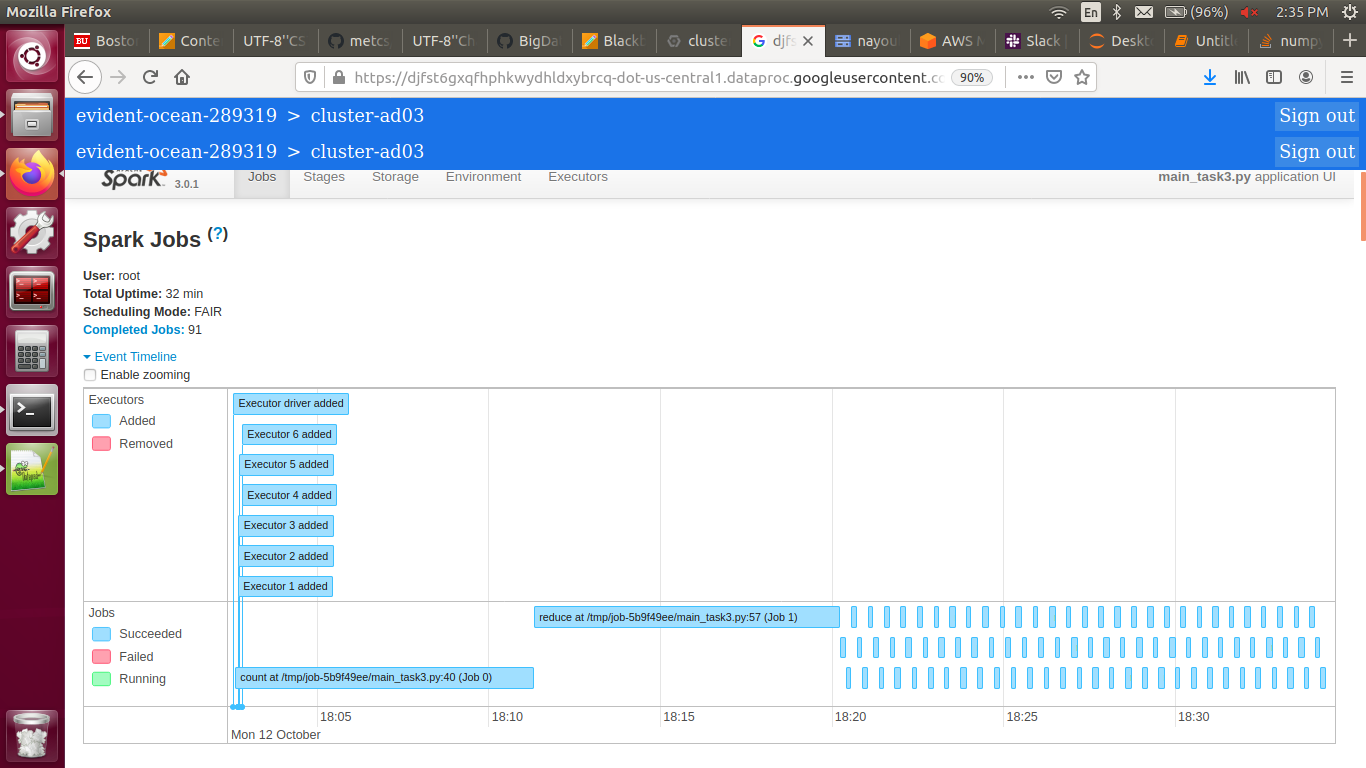 Mozilla Firefox
En
(96%)
2:35 PM
BU Bosto
Conte
UTF-8''CS
metcs
UTF-8''Ch
BigDa
Blackb
cluste
djfs
nayou
AWS M
Slack
Deskt
Untitl
numpy
https://djfst6gxqfhphkwydhldxybrcq-dot-us-central1.dataproc.googleusercontent.cc
90%
evident-ocean-289319 > cluster-ad03
Sign out
evident-ocean-289319 > cluster-ad03
Sign out
Spark 3.0.1
Jobs
Stages
Storage
Environment
Executors
main_task3.py application UI
Spark Jobs (?)
User: root
Total Uptime: 32 min
Scheduling Mode: FAIR
Completed Jobs: 91
Event Timeline
Enable zooming
Executors
Added
Removed
Executor driver added
Executor 6 added
Executor 5 added
Executor 4 added
Executor 3 added
Executor 2 added
Executor 1 added
Jobs
Succeeded
Failed
Running
reduce at /tmp/job-5b9f49ee/main_task3.py:57 (Job 1)
count at /tmp/job-5b9f49ee/main_task3.py:40 (Job 0)
18:05
18:10
18:15
18:20
18:25
18:30
Mon 12 October